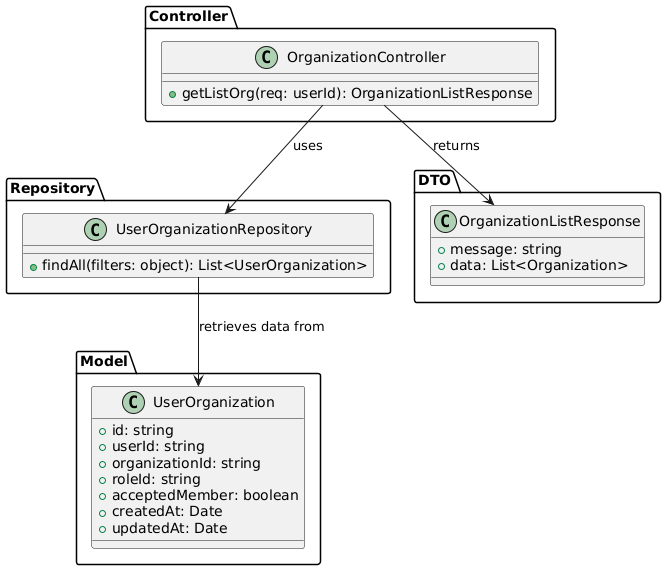 Controller
C OrganizationController
getListOrg(req: userId): OrganizationListResponse
uses
returns
Repository
C UserOrganizationRepository
findAll(filters: object): List<UserOrganization>
DTO
C OrganizationListResponse
message: string
data: List<Organization>
retrieves data from
Model
C UserOrganization
id: string
userId: string
organizationId: string
roleId: string
acceptedMember: boolean
createdAt: Date
updatedAt: Date